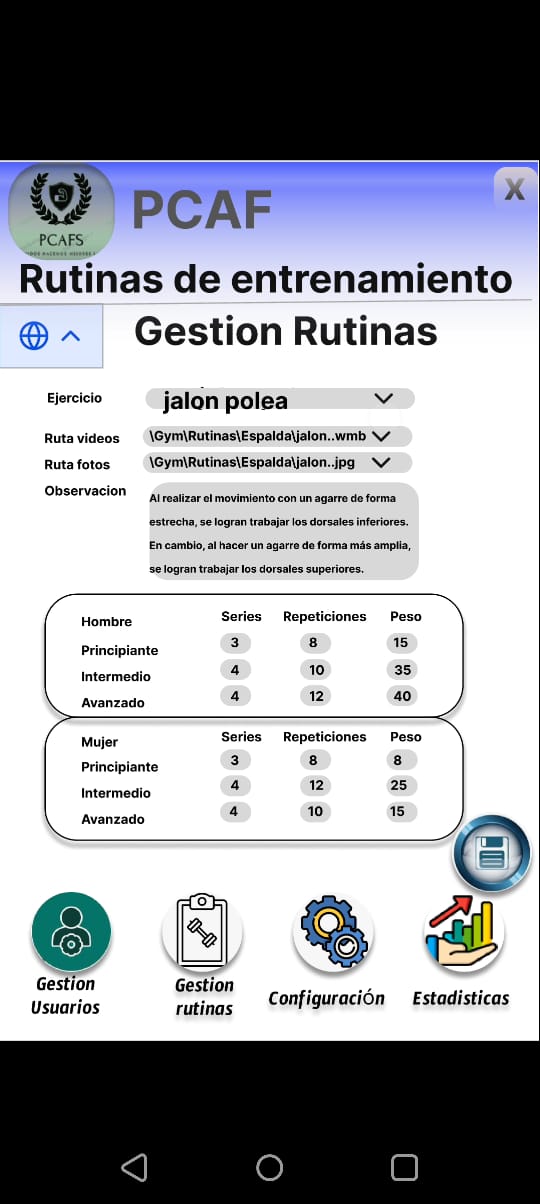 PCAFS
PCAF
X
Rutinas de entrenamiento
Gestion Rutinas
Ejercicio jalon polea
Ruta videos \Gym\Rutinas\Espalda\jalon..wmb
Ruta fotos \Gym\Rutinas\Espalda\jalon..jpg
Observacion Al realizar el movimiento con un agarre de forma
estrecha, se logran trabajar los dorsales inferiores.
En cambio, al hacer un agarre de forma más amplia,
se logran trabajar los dorsales superiores.
Hombre Series Repeticiones Peso
Principiante 3 8 15
Intermedio 4 10 35
Avanzado 4 12 40
Mujer Series Repeticiones Peso
Principiante 3 8 8
Intermedio 4 12 25
Avanzado 4 10 15
Gestion
Usuarios
Gestion
rutinas
Configuración
Estadisticas